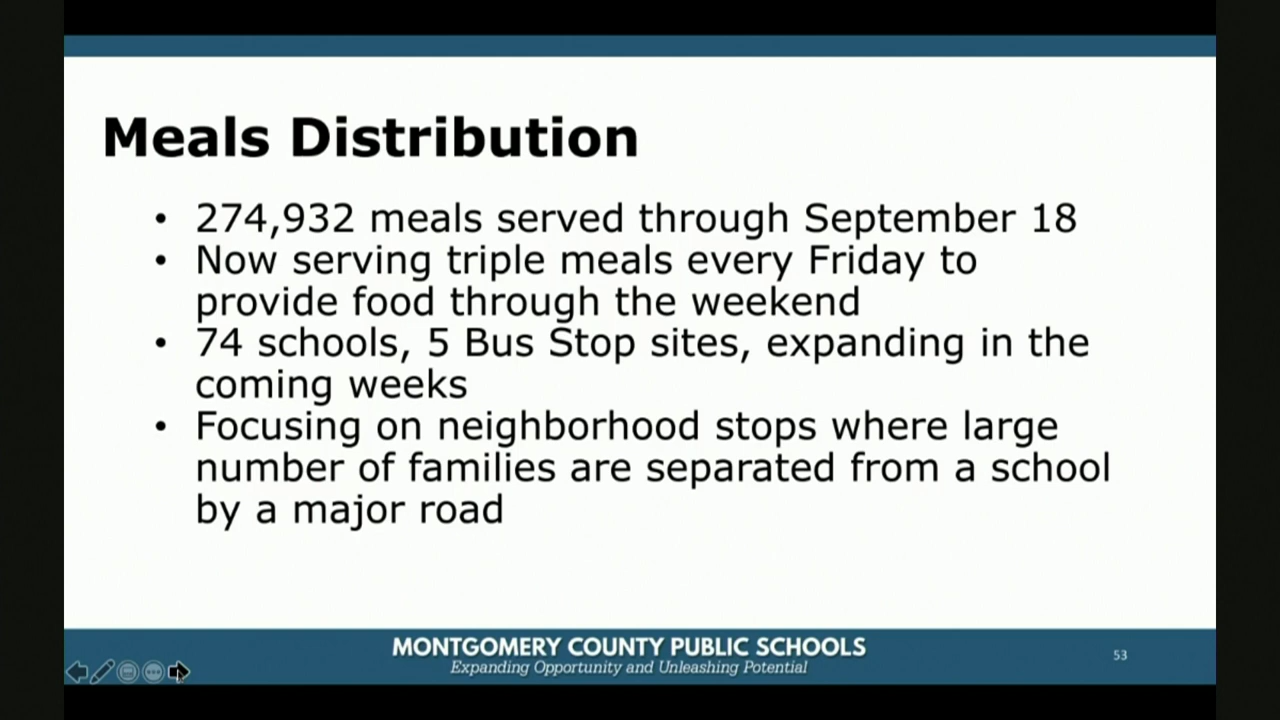 Meals Distribution
• 274,932 meals served through September 18
• Now serving triple meals every Friday to
provide food through the weekend
• 74 schools, 5 Bus Stop sites, expanding in the
coming weeks
• Focusing on neighborhood stops where large
number of families are separated from a school
by a major road
MONTGOMERY COUNTY PUBLIC SCHOOLS
Expanding Opportunity and Unleashing Potential
53